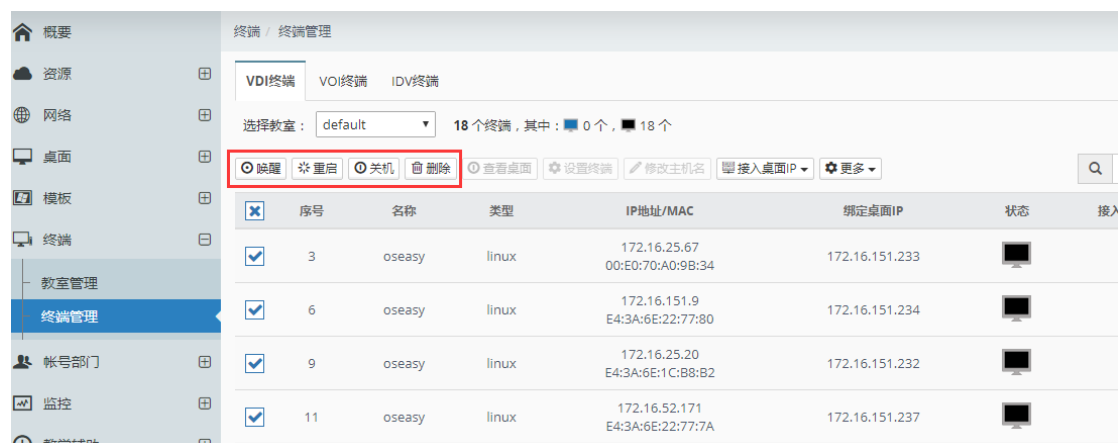 概要
资源
网络
桌面
模板
终端
教室管理
终端管理
帐号部门
监控
教学辅助
终端 / 终端管理
VDI终端 VOI终端 IDV终端
选择教室： default 18 个终端，其中： 0 个， 18 个
唤醒 重启 关机 删除 查看桌面 设置终端 修改主机名 接入桌面IP 更多
序号 名称 类型 IP地址/MAC 绑定桌面IP 状态 接入
3 oseasy linux 172.16.25.67 172.16.151.233
00:E0:70:A0:9B:34
6 oseasy linux 172.16.151.9 172.16.151.234
E4:3A:6E:22:77:80
9 oseasy linux 172.16.25.20 172.16.151.232
E4:3A:6E:1C:B8:B2
11 oseasy linux 172.16.52.171 172.16.151.237
E4:3A:6E:22:77:7A